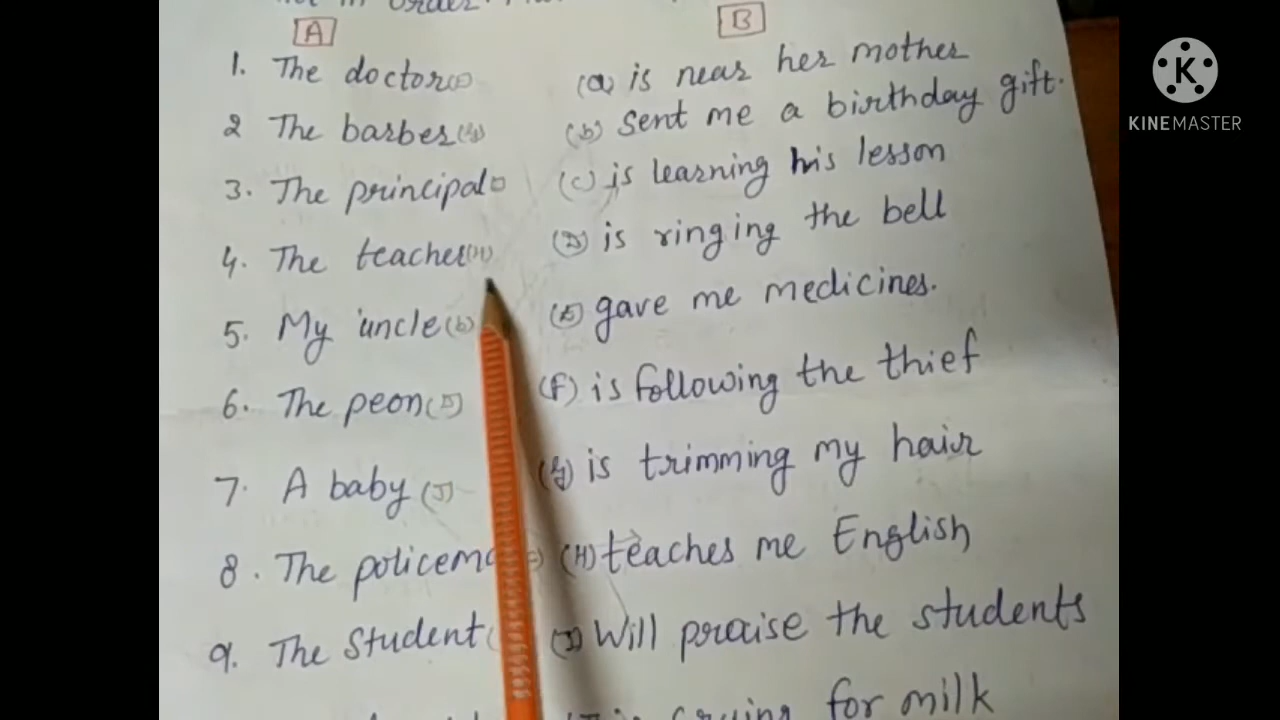 in order
A B
1. The doctor (a) is near her mother
2 The barber (g) (b) sent me a birthday gift.
3. The principal (c) is learning his lesson
4. The teacher (H) (D) is ringing the bell
5. My uncle (b) (E) gave me medicines.
6. The peon (D) (F) is following the thief
7. A baby (J) (g) is trimming my hair
8. The policema (H) teaches me English
9. The Student (I) Will praise the students
for milk
K
KINEMASTER